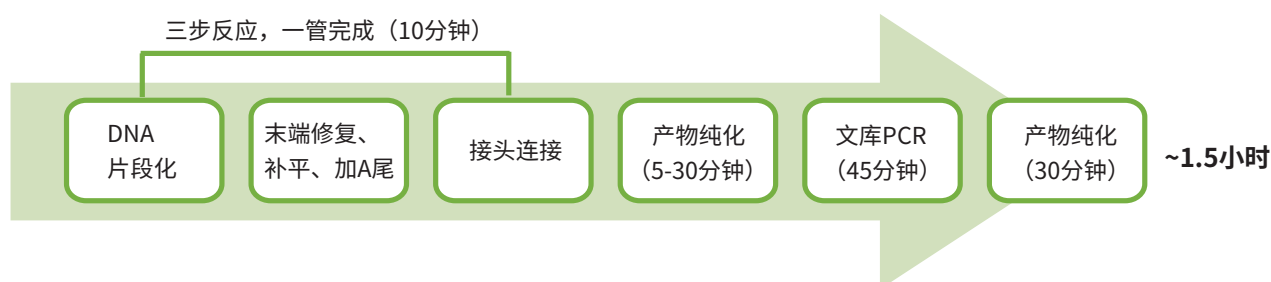 三步反应，一管完成（10分钟）
DNA
片段化
末端修复、
补平、加A尾
接头连接
产物纯化
（5-30分钟）
文库PCR
（45分钟）
产物纯化
（30分钟）
~1.5小时